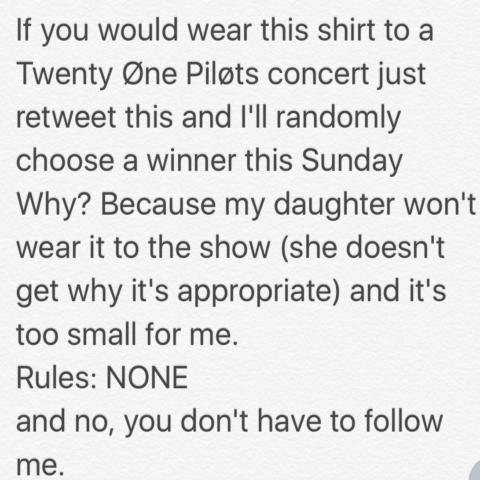 If you would wear this shirt to a
Twenty Øne Piløts concert just
retweet this and I'll randomly
choose a winner this Sunday
Why? Because my daughter won't
wear it to the show (she doesn't
get why it's appropriate) and it's
too small for me.
Rules: NONE
and no, you don't have to follow
me.